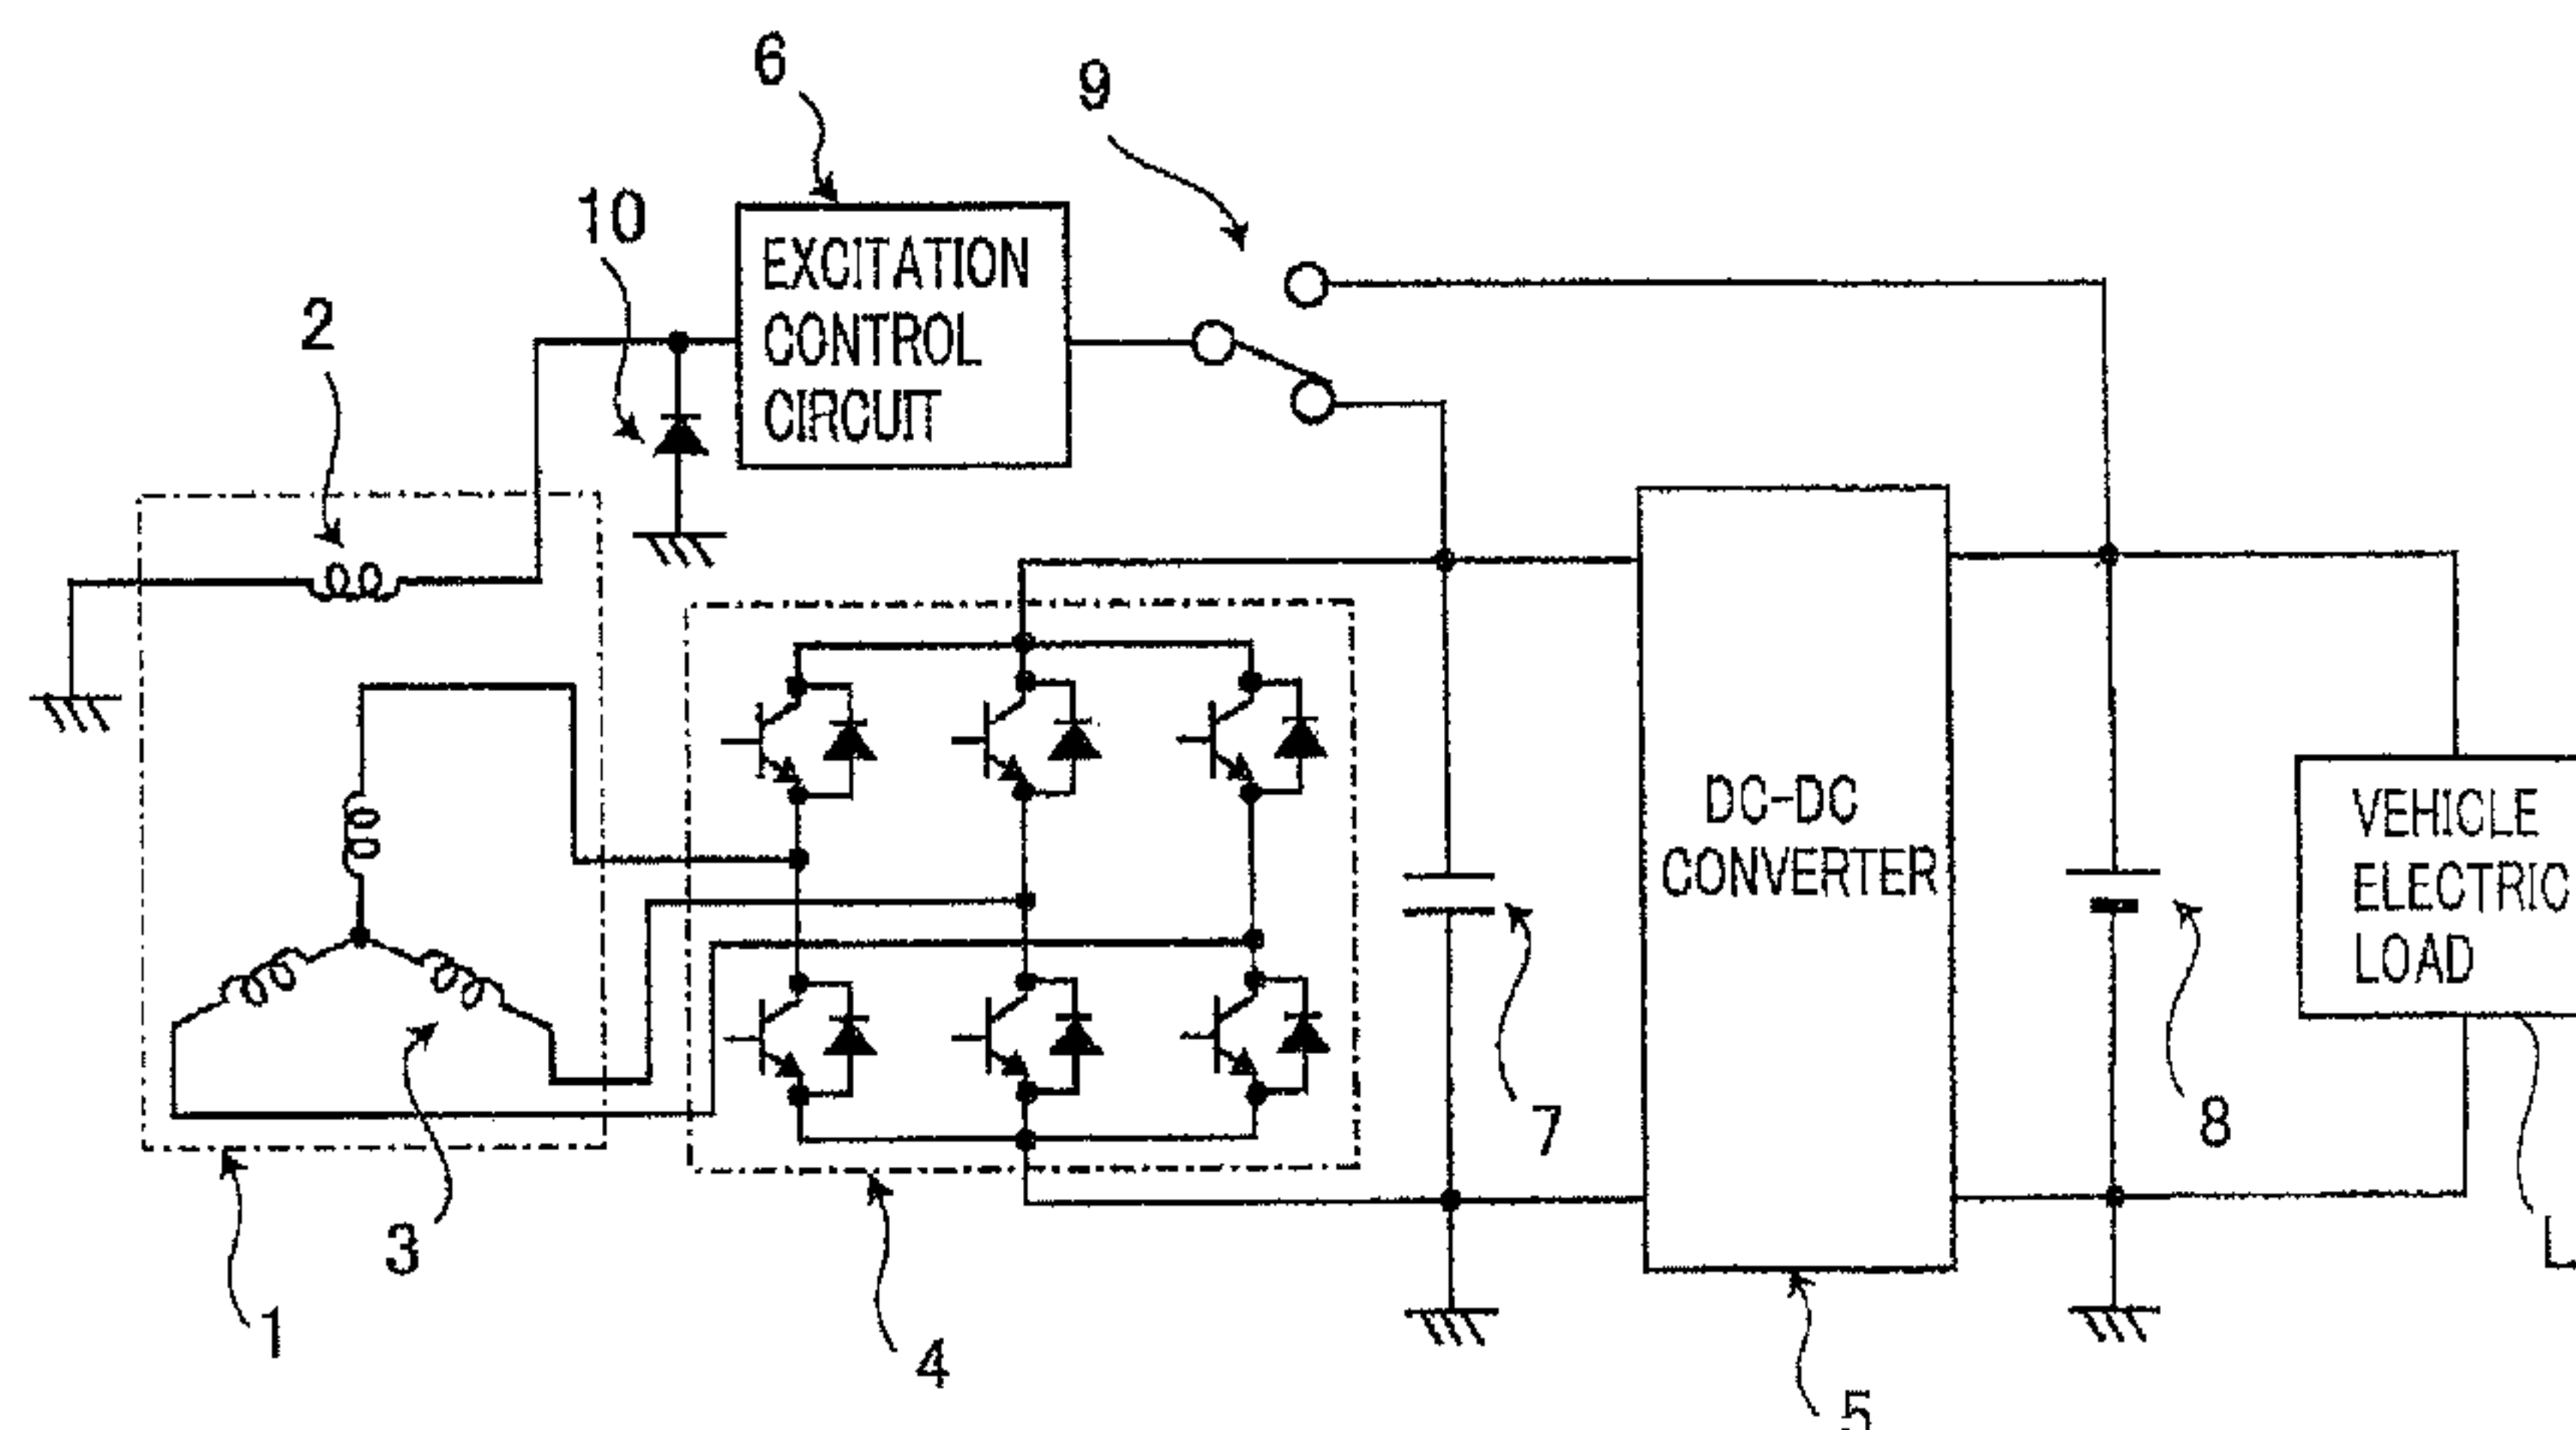 6
9
10
EXCITATION
CONTROL
CIRCUIT
2
DC-DC
CONVERTER
VEHICLE
ELECTRIC
LOAD
7
8
3
L
1
4
5